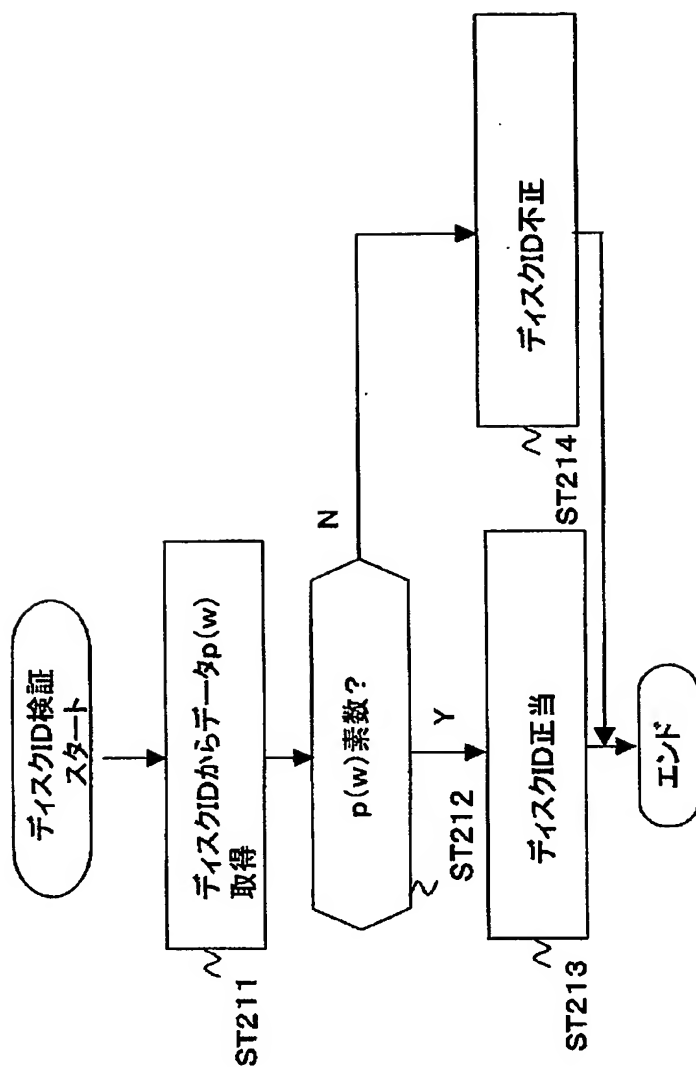 ディスクID検証
スタート
ディスクIDからデータp(w)
取得
ST211
p(w)素数?
N
ST212
Y
ディスクID正当
ST213
ディスクID不正
ST214
エンド